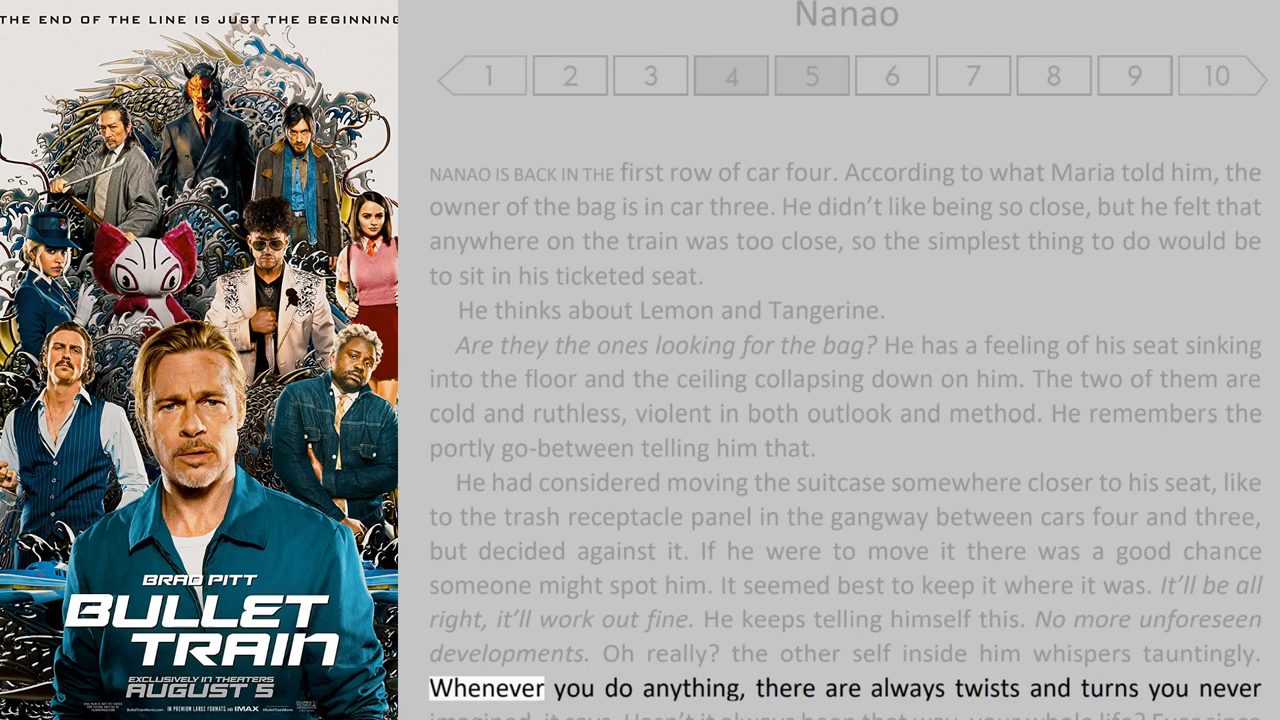 THE END OF THE LINE IS JUST THE BEGINNING
BRAD PITT
BULLET
TRAIN
EXCLUSIVELY IN THEATERS
AUGUST 5
BulletTrainMovie.com IN PREMIUM LARGE FORMATS and IMAX #BulletTrainMovie
Nanao
1 2 3 4 5 6 7 8 9 10
NANAO IS BACK IN THE first row of car four. According to what Maria told him, the
owner of the bag is in car three. He didn’t like being so close, but he felt that
anywhere on the train was too close, so the simplest thing to do would be
to sit in his ticketed seat.
He thinks about Lemon and Tangerine.
Are they the ones looking for the bag? He has a feeling of his seat sinking
into the floor and the ceiling collapsing down on him. The two of them are
cold and ruthless, violent in both outlook and method. He remembers the
portly go-between telling him that.
He had considered moving the suitcase somewhere closer to his seat, like
to the trash receptacle panel in the gangway between cars four and three,
but decided against it. If he were to move it there was a good chance
someone might spot him. It seemed best to keep it where it was. It’ll be all
right, it’ll work out fine. He keeps telling himself this. No more unforeseen
developments. Oh really? the other self inside him whispers tauntingly.
Whenever you do anything, there are always twists and turns you never